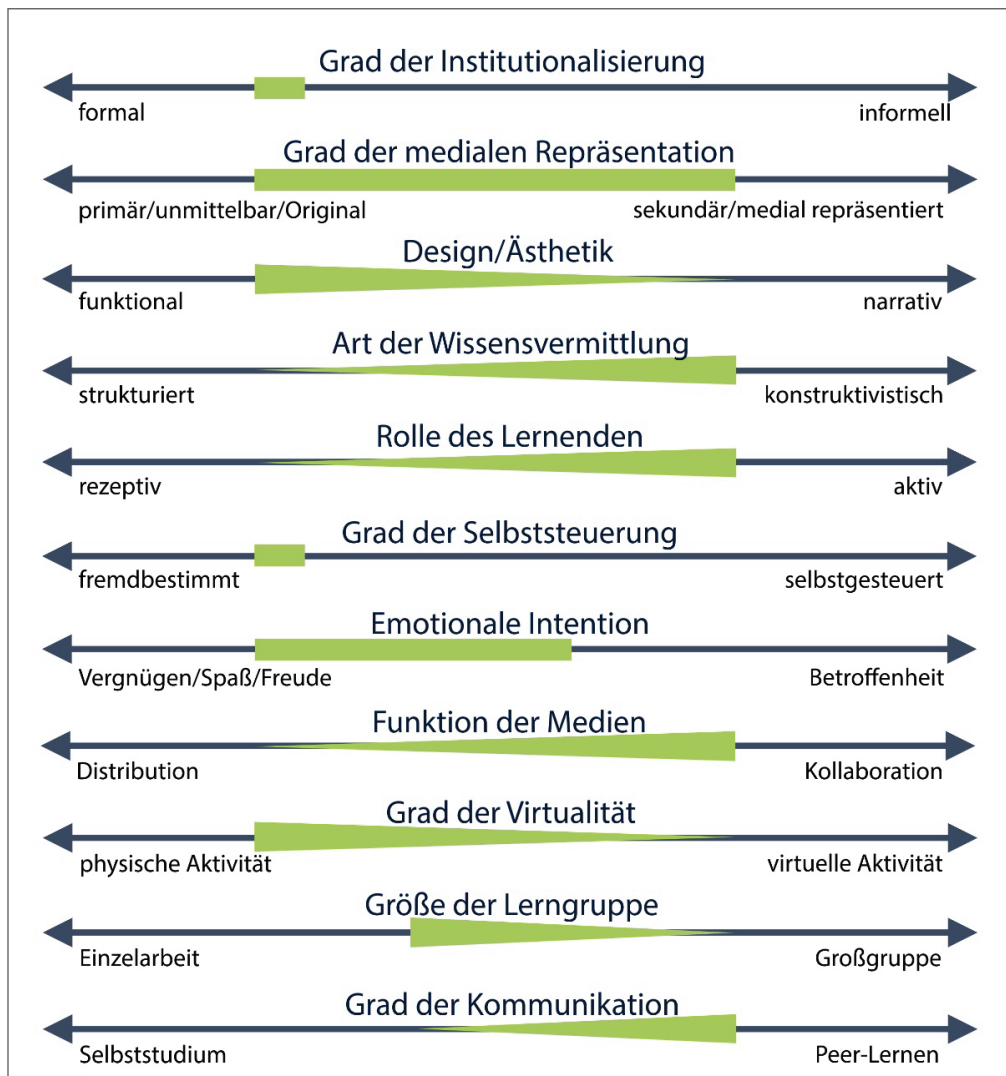 Grad der Institutionalisierung
formal
informell
Grad der medialen Repräsentation
primär/unmittelbar/Original
sekundär/medial repräsentiert
Design/Ästhetik
funktional
narrativ
Art der Wissensvermittlung
strukturiert
konstruktivistisch
Rolle des Lernenden
rezeptiv
aktiv
Grad der Selbststeuerung
fremdbestimmt
selbstgesteuert
Emotionale Intention
Vergnügen/Spaß/Freude
Betroffenheit
Funktion der Medien
Distribution
Kollaboration
Grad der Virtualität
physische Aktivität
virtuelle Aktivität
Größe der Lerngruppe
Einzelarbeit
Großgruppe
Grad der Kommunikation
Selbststudium
Peer-Lernen